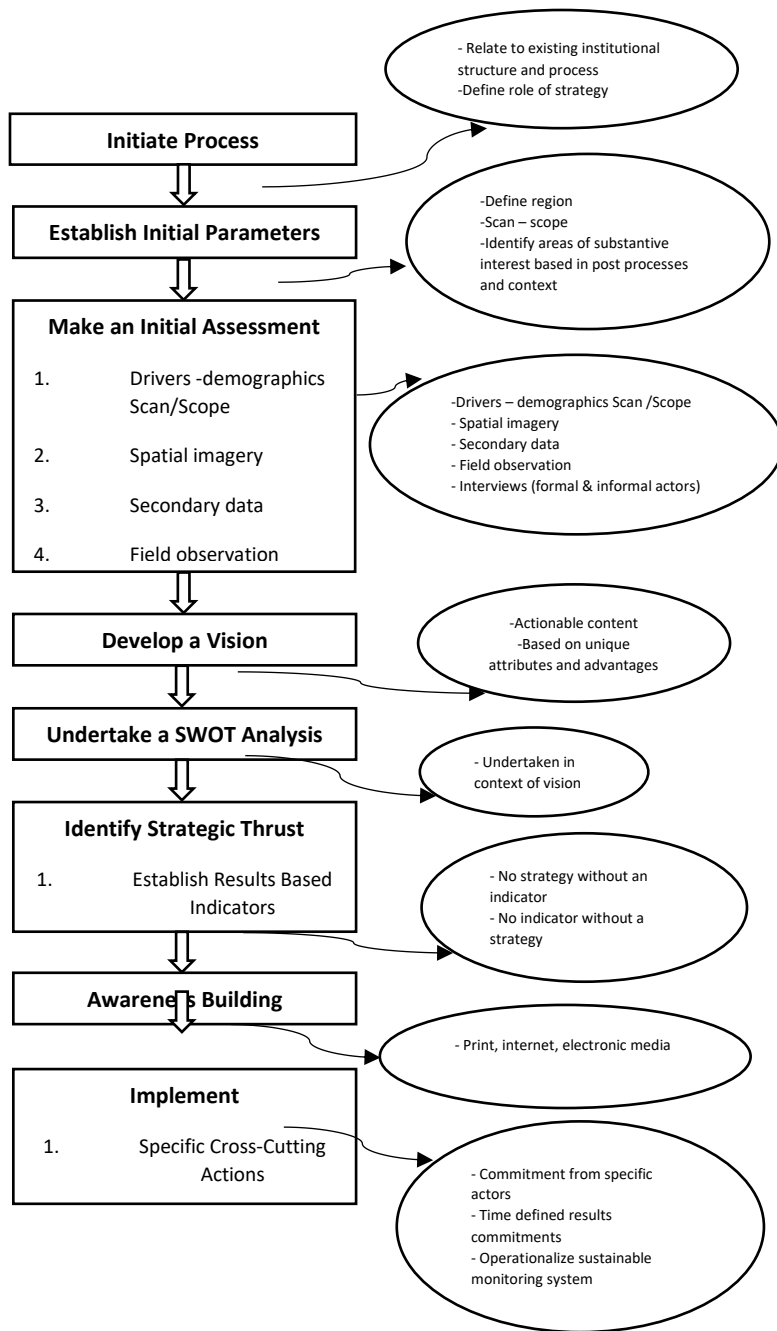 - Relate to existing institutional
structure and process
-Define role of strategy
Initiate Process
Establish Initial Parameters
-Define region
-Scan – scope
-Identify areas of substantive
interest based in post processes
and context
Make an Initial Assessment
1. Drivers -demographics
Scan/Scope
2. Spatial imagery
3. Secondary data
4. Field observation
-Drivers – demographics Scan /Scope
- Spatial imagery
- Secondary data
- Field observation
- Interviews (formal & informal actors)
Develop a Vision
-Actionable content
-Based on unique
attributes and advantages
Undertake a SWOT Analysis
- Undertaken in
context of vision
Identify Strategic Thrust
1. Establish Results Based
Indicators
- No strategy without an
indicator
- No indicator without a
strategy
Awareness Building
- Print, internet, electronic media
Implement
1. Specific Cross-Cutting
Actions
- Commitment from specific
actors
- Time defined results
commitments
- Operationalize sustainable
monitoring system